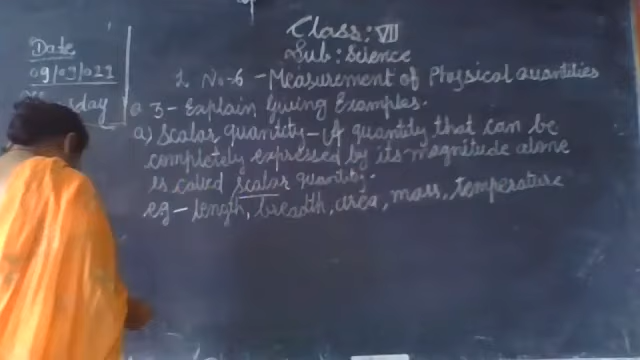 Class: VII
Sub: Science
Date
09/09/021
sday
L No-6 - Measurement of Physical Quantities
Q 3 - Explain Giving Examples.
a) Scalar quantity - A quantity that can be
completely expressed by its magnitude alone
is called scalar quantity.
eg - length, breadth, area, mass, temperature